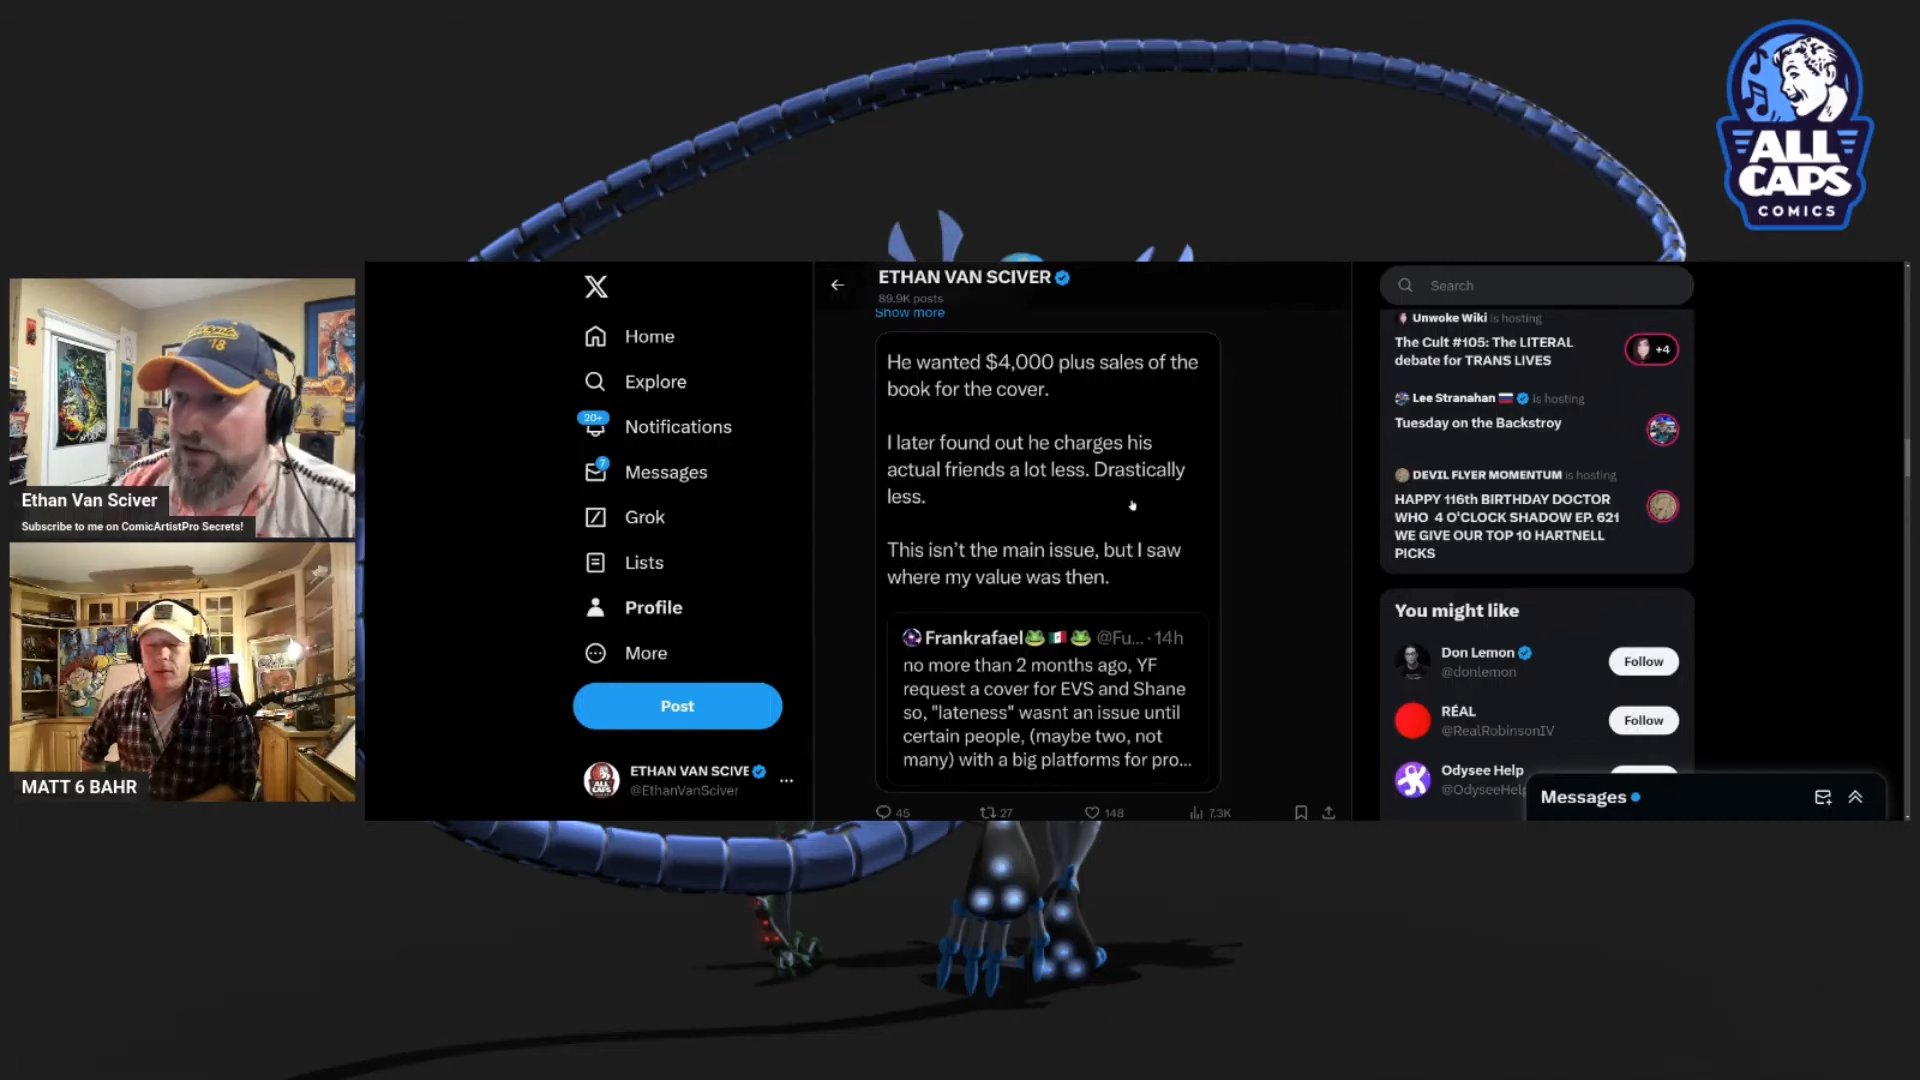 ALL
CAPS
COMICS
'18
Ethan Van Sciver
Subscribe to me on ComicArtistPro Secrets!
MATT 6 BAHR
Home
Explore
20+
Notifications
7
Messages
Grok
Lists
Profile
More
Post
ETHAN VAN SCIVE
@EthanVanSciver
ETHAN VAN SCIVER
89.9K posts
Show more
He wanted $4,000 plus sales of the
book for the cover.
I later found out he charges his
actual friends a lot less. Drastically
less.
This isn't the main issue, but I saw
where my value was then.
Frankrafael🐸🇲🇽🐸 @Fu... · 14h
no more than 2 months ago, YF
request a cover for EVS and Shane
so, "lateness" wasnt an issue until
certain people, (maybe two, not
many) with a big platforms for pro...
45 27 148 7.3K
Search
Unwoke Wiki is hosting
The Cult #105: The LITERAL
debate for TRANS LIVES
+4
Lee Stranahan 🇷🇺 is hosting
Tuesday on the Backstroy
DEVIL FLYER MOMENTUM is hosting
HAPPY 116th BIRTHDAY DOCTOR
WHO 4 O'CLOCK SHADOW EP. 621
WE GIVE OUR TOP 10 HARTNELL
PICKS
You might like
Don Lemon
@donlemon
Follow
RÉAL
@RealRobinsonIV
Follow
Odysee Help
@OdyseeHelp
Messages